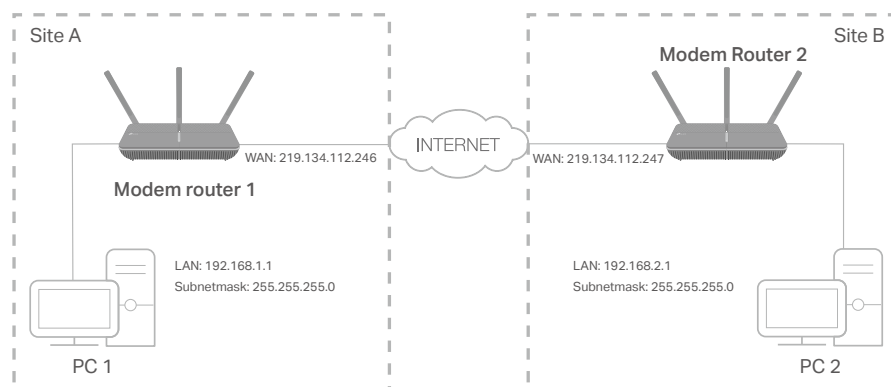 Site A
Site B
Modem Router 2
INTERNET
WAN: 219.134.112.246
WAN: 219.134.112.247
Modem router 1
LAN: 192.168.1.1
Subnetmask: 255.255.255.0
LAN: 192.168.2.1
Subnetmask: 255.255.255.0
PC 1
PC 2